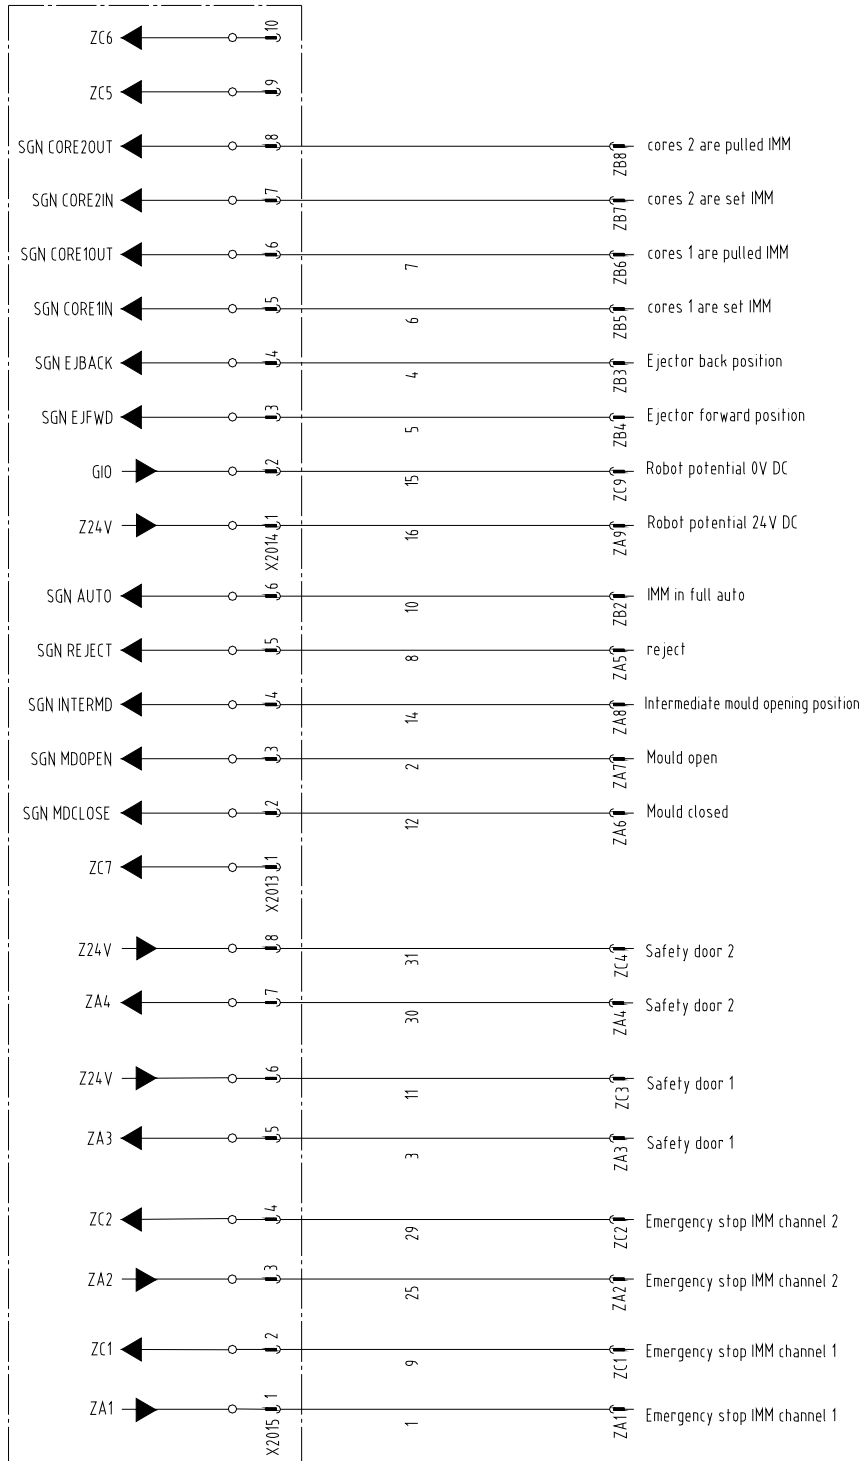 ZC6 10
ZC5 9
SGN CORE2OUT 8 ZB8 cores 2 are pulled IMM
SGN CORE2IN 7 ZB7 cores 2 are set IMM
SGN CORE1OUT 6 7 ZB6 cores 1 are pulled IMM
SGN CORE1IN 5 6 ZB5 cores 1 are set IMM
SGN EJBACK 4 4 ZB3 Ejector back position
SGN EJFWD 3 5 ZB4 Ejector forward position
GI0 2 15 ZC9 Robot potential 0V DC
Z24V X2014 1 16 ZA9 Robot potential 24V DC
SGN AUTO 6 10 ZB2 IMM in full auto
SGN REJECT 5 8 ZA5 reject
SGN INTERMD 4 14 ZA8 Intermediate mould opening position
SGN MDOPEN 3 2 ZA7 Mould open
SGN MDCLOSE 2 12 ZA6 Mould closed
ZC7 X2013 1
Z24V 8 31 ZC4 Safety door 2
ZA4 7 30 ZA4 Safety door 2
Z24V 6 11 ZC3 Safety door 1
ZA3 5 3 ZA3 Safety door 1
ZC2 4 29 ZC2 Emergency stop IMM channel 2
ZA2 3 25 ZA2 Emergency stop IMM channel 2
ZC1 2 9 ZC1 Emergency stop IMM channel 1
ZA1 X2015 1 1 ZA1 Emergency stop IMM channel 1